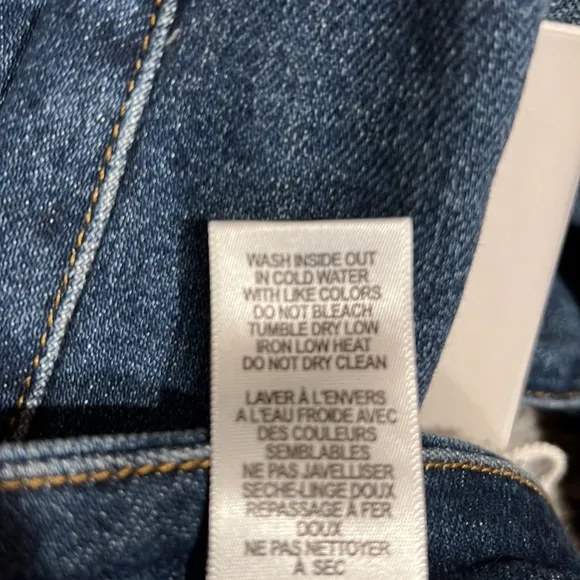 WASH INSIDE OUT
IN COLD WATER
WITH LIKE COLORS
DO NOT BLEACH
TUMBLE DRY LOW
IRON LOW HEAT
DO NOT DRY CLEAN
LAVER À L'ENVERS
A L'EAU FROIDE AVEC
DES COULEURS
SEMBLABLES
NE PAS JAVELLISER
SECHE-LINGE DOUX
REPASSAGE À FER
DOUX
NE PAS NETTOYER
À SEC